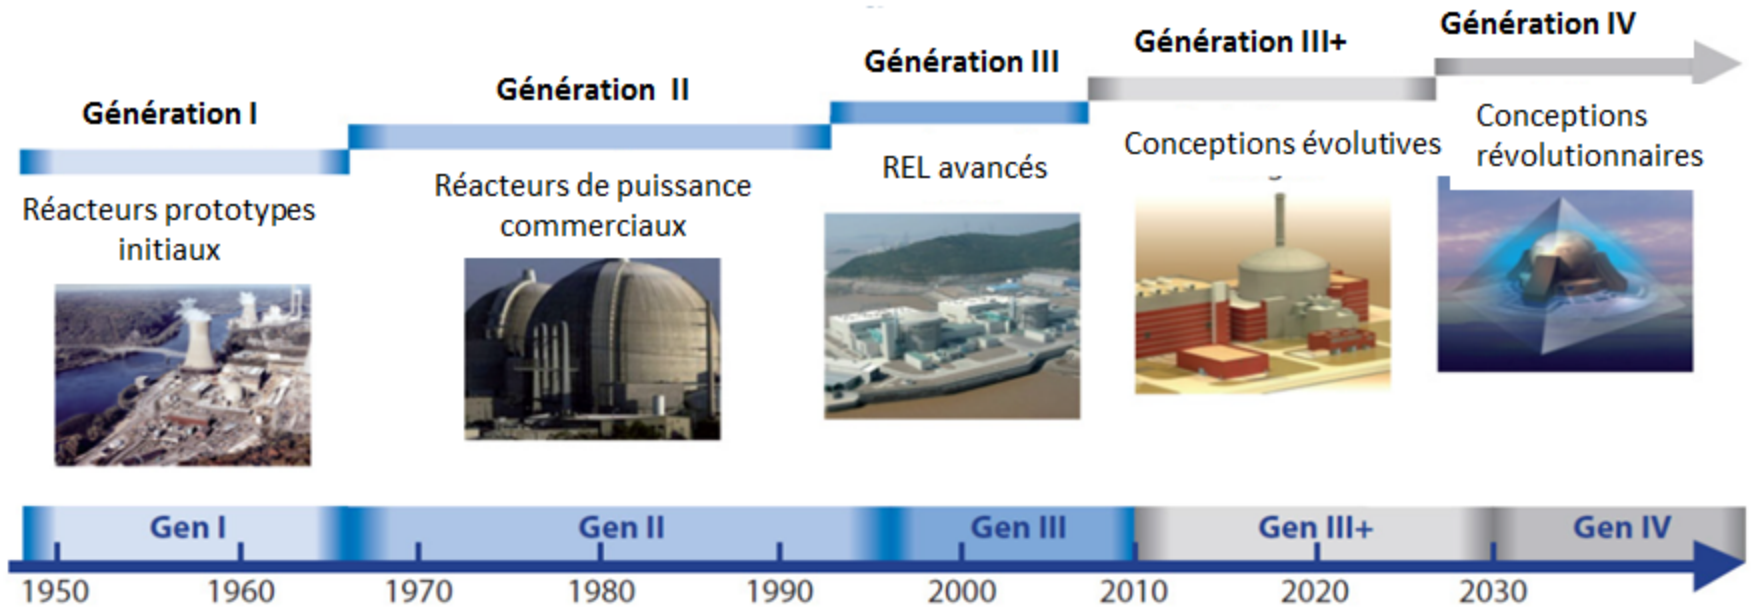 Génération I
Réacteurs prototypes
initiaux
Génération II
Réacteurs de puissance
commerciaux
Génération III
REL avancés
Génération III+
Conceptions évolutives
Génération IV
Conceptions
révolutionnaires
Gen I
Gen II
Gen III
Gen III+
Gen IV
1950
1960
1970
1980
1990
2000
2010
2020
2030